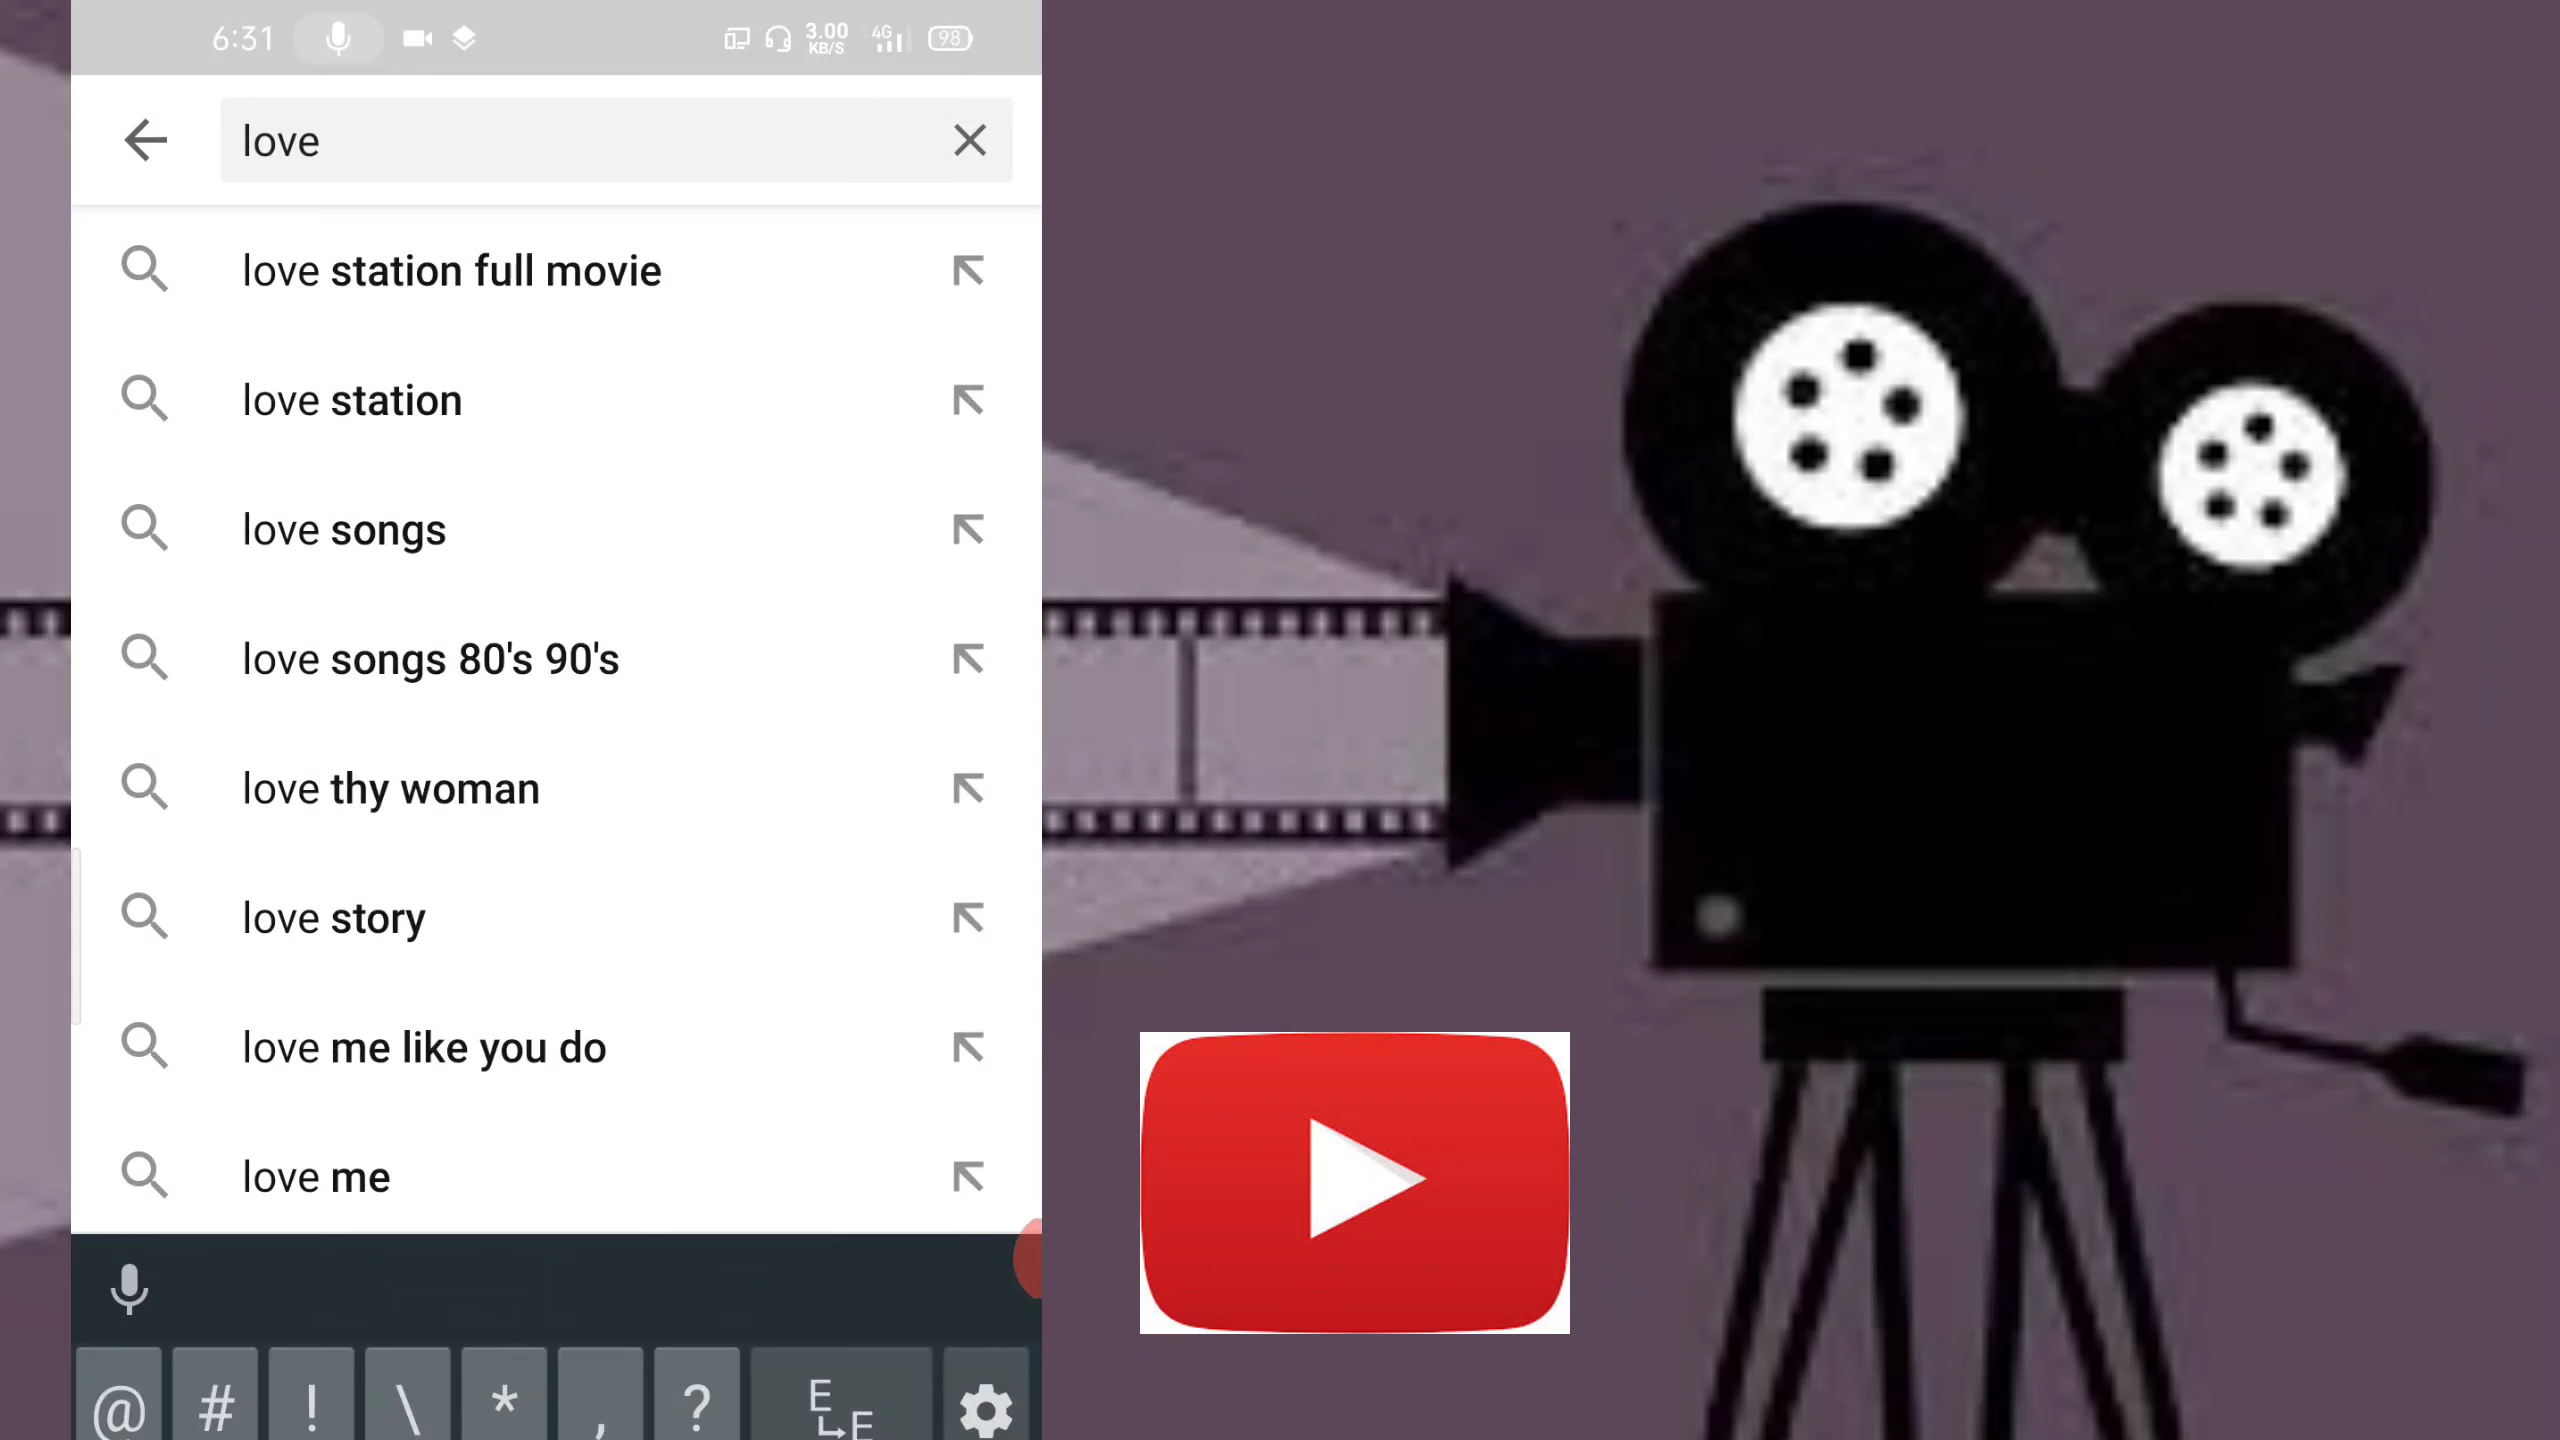 6:31 3.00 KB/S 4G 98
love
love station full movie
love station
love songs
love songs 80's 90's
love thy woman
love story
love me like you do
love me
@ # ! \ * , ? E E